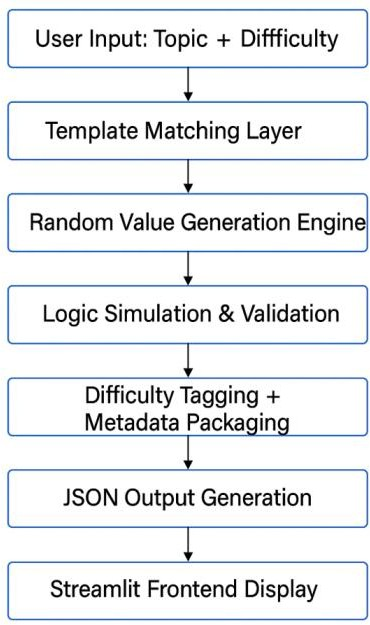 User Input: Topic + Diffficulty
Template Matching Layer
Random Value Generation Engine
Logic Simulation & Validation
Difficulty Tagging +
Metadata Packaging
JSON Output Generation
Streamlit Frontend Display